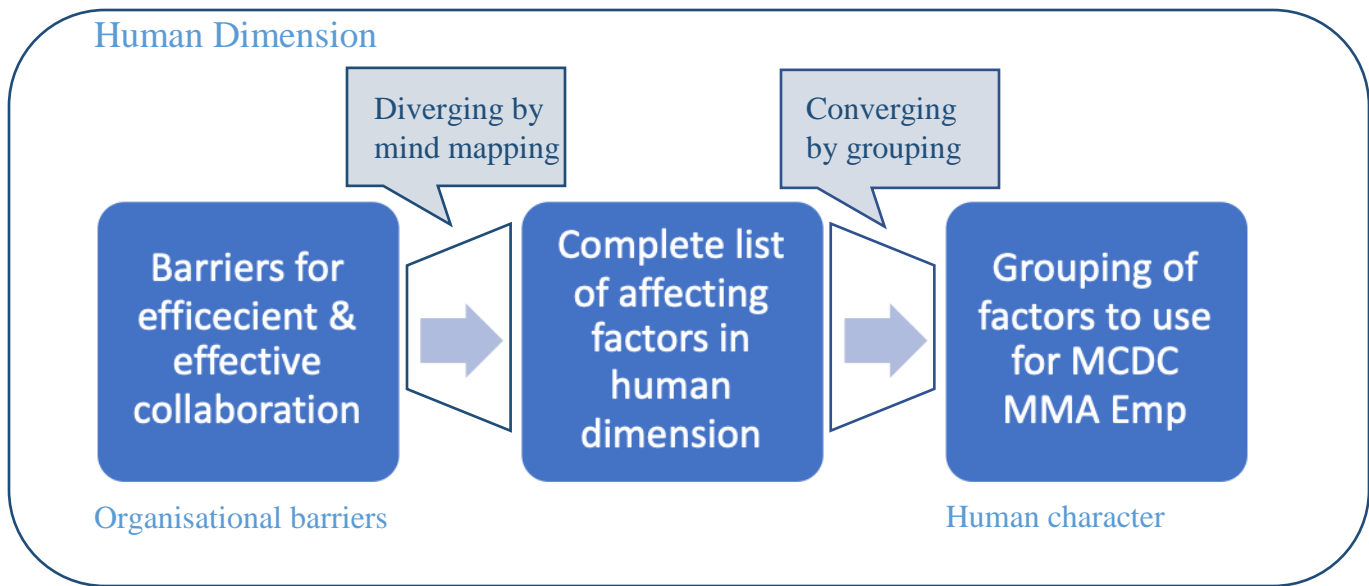 Human Dimension
Diverging by
mind mapping
Converging
by grouping
Barriers for
efficecient &
effective
collaboration
Complete list
of affecting
factors in
human
dimension
Grouping of
factors to use
for MCDC
MMA Emp
Organisational barriers
Human character